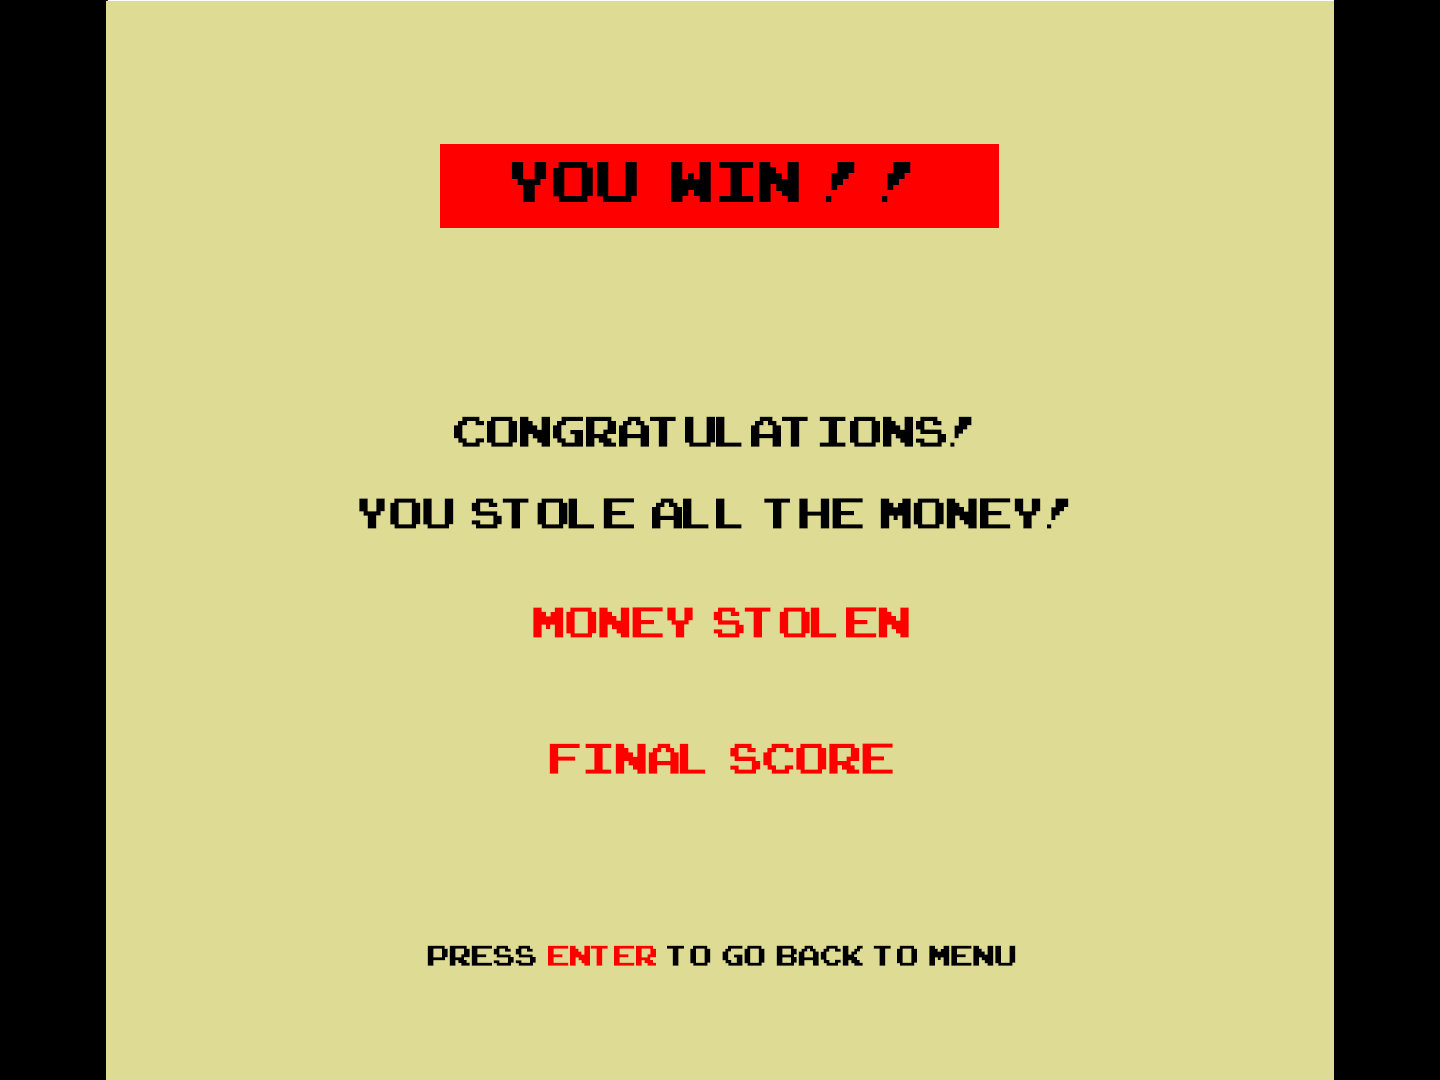 YOU WIN!!
CONGRATULATIONS!
YOU STOLE ALL THE MONEY!
MONEY STOLEN
FINAL SCORE
PRESS ENTER TO GO BACK TO MENU